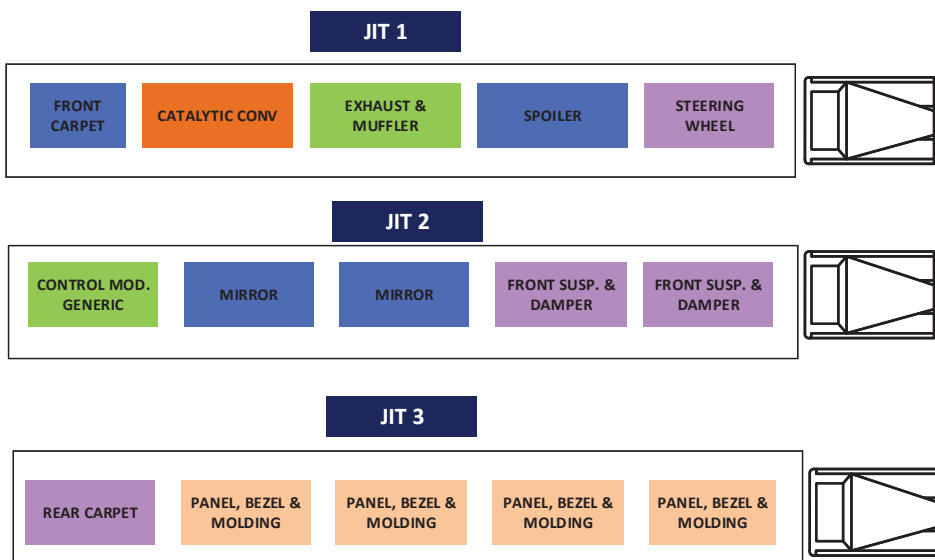 JIT 1
FRONT
CARPET
CATALYTIC CONV
EXHAUST &
MUFFLER
SPOILER
STEERING
WHEEL
JIT 2
CONTROL MOD.
GENERIC
MIRROR
MIRROR
FRONT SUSP. &
DAMPER
FRONT SUSP. &
DAMPER
JIT 3
REAR CARPET
PANEL, BEZEL &
MOLDING
PANEL, BEZEL &
MOLDING
PANEL, BEZEL &
MOLDING
PANEL, BEZEL &
MOLDING